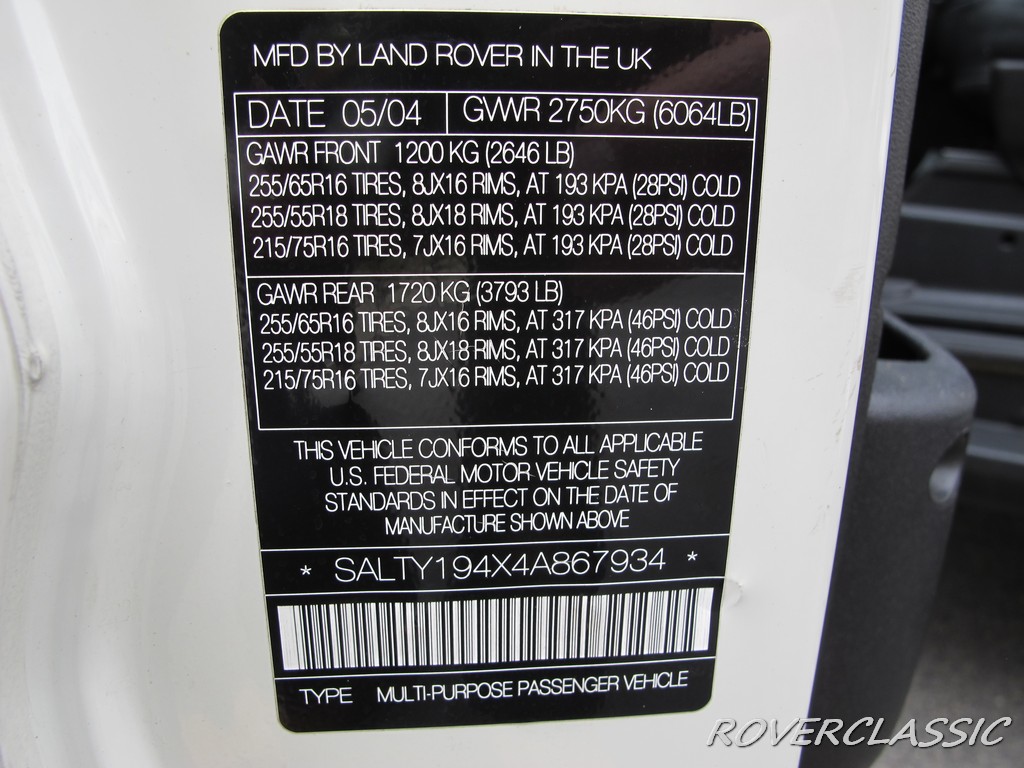 MFD BY LAND ROVER IN THE UK
DATE 05/04 GVWR 2750KG (6064LB)
GAWR FRONT 1200 KG (2646 LB)
255/65R16 TIRES, 8JX16 RIMS, AT 193 KPA (28PSI) COLD
255/55R18 TIRES, 8JX18 RIMS, AT 193 KPA (28PSI) COLD
215/75R16 TIRES, 7JX16 RIMS, AT 193 KPA (28PSI) COLD
GAWR REAR 1720 KG (3793 LB)
255/65R16 TIRES, 8JX16 RIMS, AT 317 KPA (46PSI) COLD
255/55R18 TIRES, 8JX18 RIMS, AT 317 KPA (46PSI) COLD
215/75R16 TIRES, 7JX16 RIMS, AT 317 KPA (46PSI) COLD
THIS VEHICLE CONFORMS TO ALL APPLICABLE
U.S. FEDERAL MOTOR VEHICLE SAFETY
STANDARDS IN EFFECT ON THE DATE OF
MANUFACTURE SHOWN ABOVE
* SALTY194X4A867934 *
TYPE MULTI-PURPOSE PASSENGER VEHICLE
ROVERCLASSIC